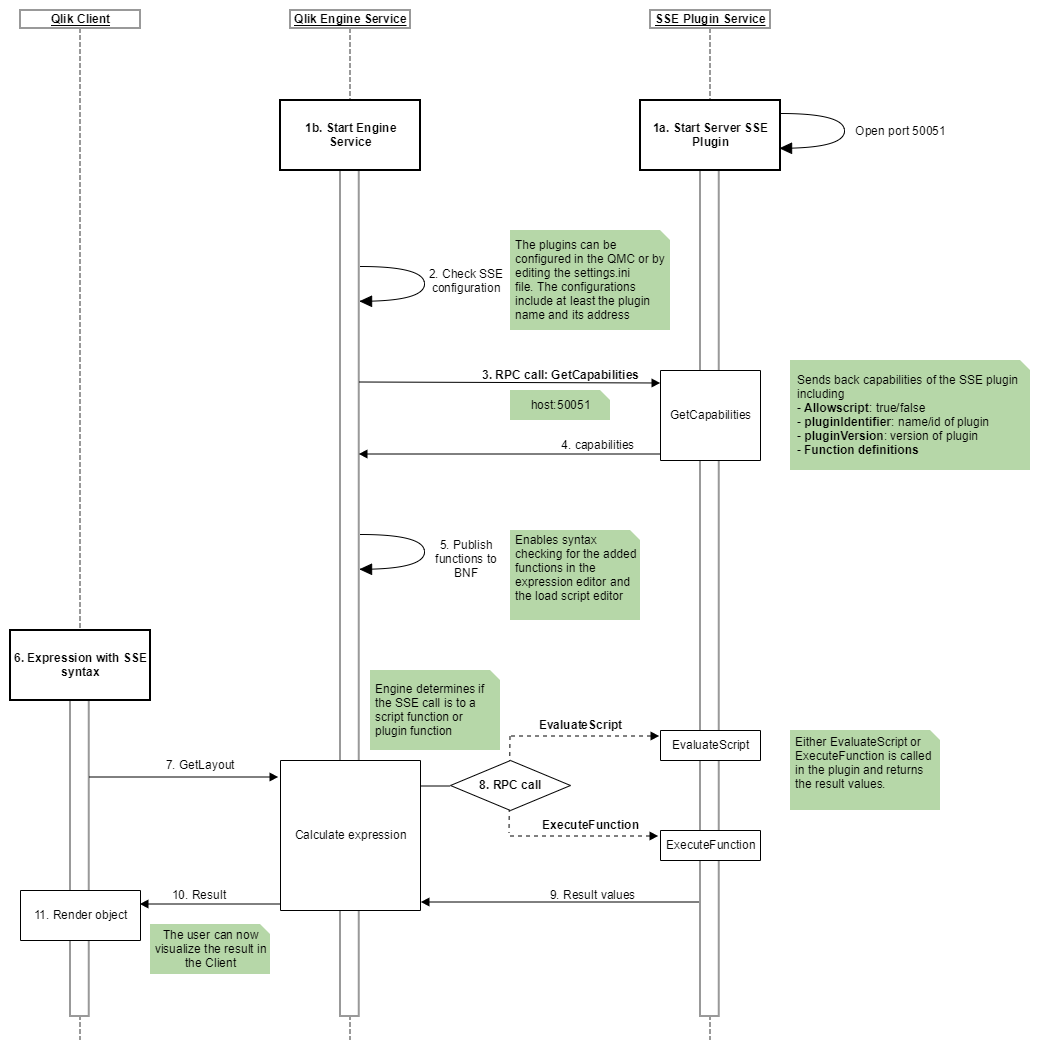 Qlik Client
Qlik Engine Service
SSE Plugin Service
1b. Start Engine
Service
1a. Start Server SSE
Plugin
Open port 50051
2. Check SSE
configuration
The plugins can be
configured in the QMC or by
editing the settings.ini
file. The configurations
include at least the plugin
name and its address
3. RPC call: GetCapabilities
host:50051
GetCapabilities
4. capabilities
Sends back capabilities of the SSE plugin
including
- Allowscript: true/false
- pluginIdentifier: name/id of plugin
- pluginVersion: version of plugin
- Function definitions
5. Publish
functions to
BNF
Enables syntax
checking for the added
functions in the
expression editor and
the load script editor
6. Expression with SSE
syntax
Engine determines if
the SSE call is to a
script function or
plugin function
EvaluateScript
EvaluateScript
Either EvaluateScript or
ExecuteFunction is called
in the plugin and returns
the result values.
7. GetLayout
8. RPC call
Calculate expression
ExecuteFunction
ExecuteFunction
9. Result values
10. Result
11. Render object
The user can now
visualize the result in
the Client